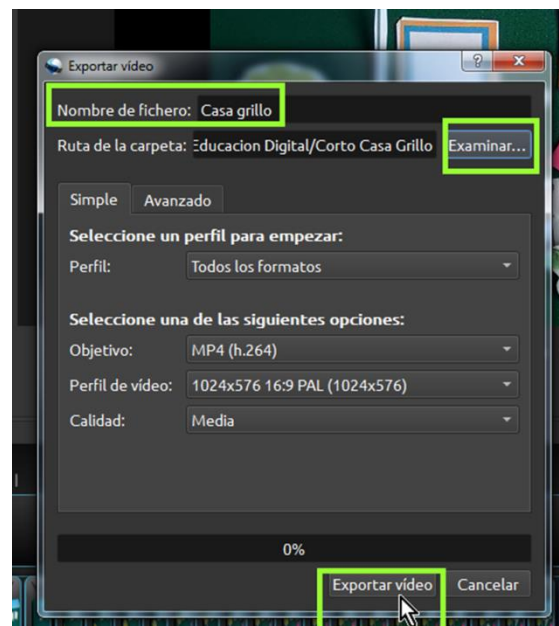 Exportar vídeo
Nombre de fichero: Casa grillo
Ruta de la carpeta: Educacion Digital/Corto Casa Grillo Examinar...
Simple Avanzado
Seleccione un perfil para empezar:
Perfil: Todos los formatos
Seleccione una de las siguientes opciones:
Objetivo: MP4 (h.264)
Perfil de vídeo: 1024x576 16:9 PAL (1024x576)
Calidad: Media
0%
Exportar vídeo Cancelar